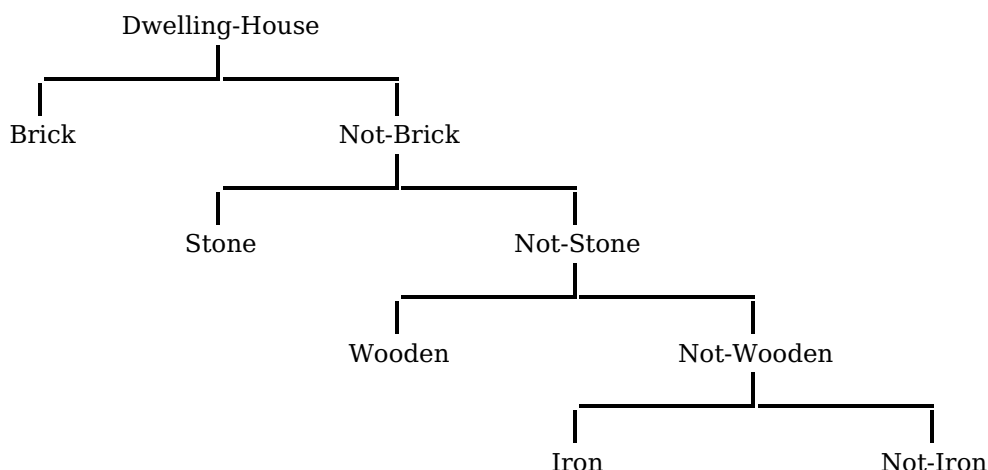 Dwelling-House
Brick Not-Brick
Stone Not-Stone
Wooden Not-Wooden
Iron Not-Iron